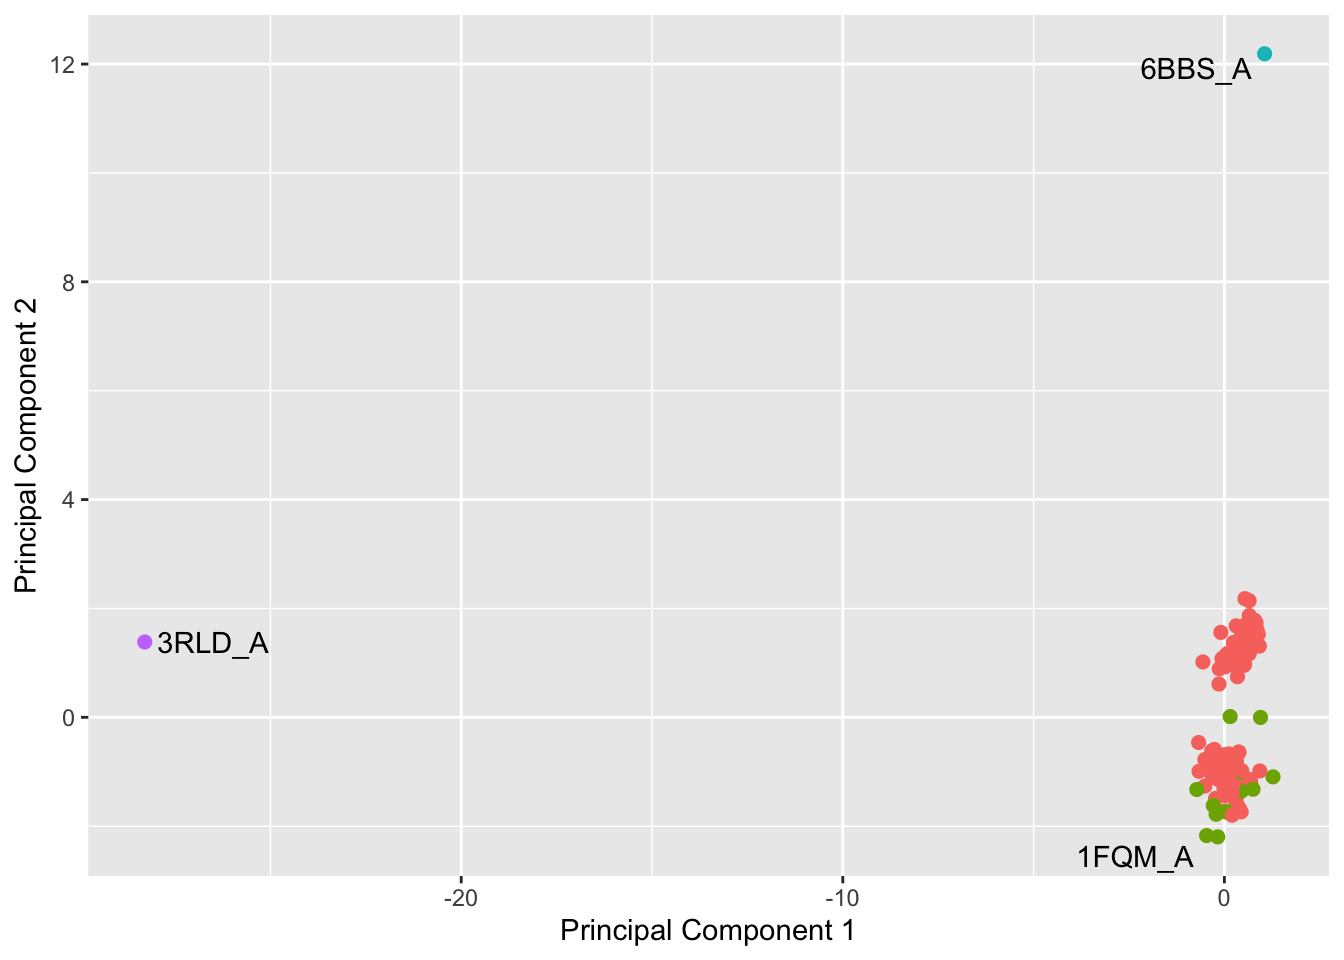 12
6BBS_A
8
4
3RLD_A
0
1FQM_A
-20
-10
0
Principal Component 1
Principal Component 2